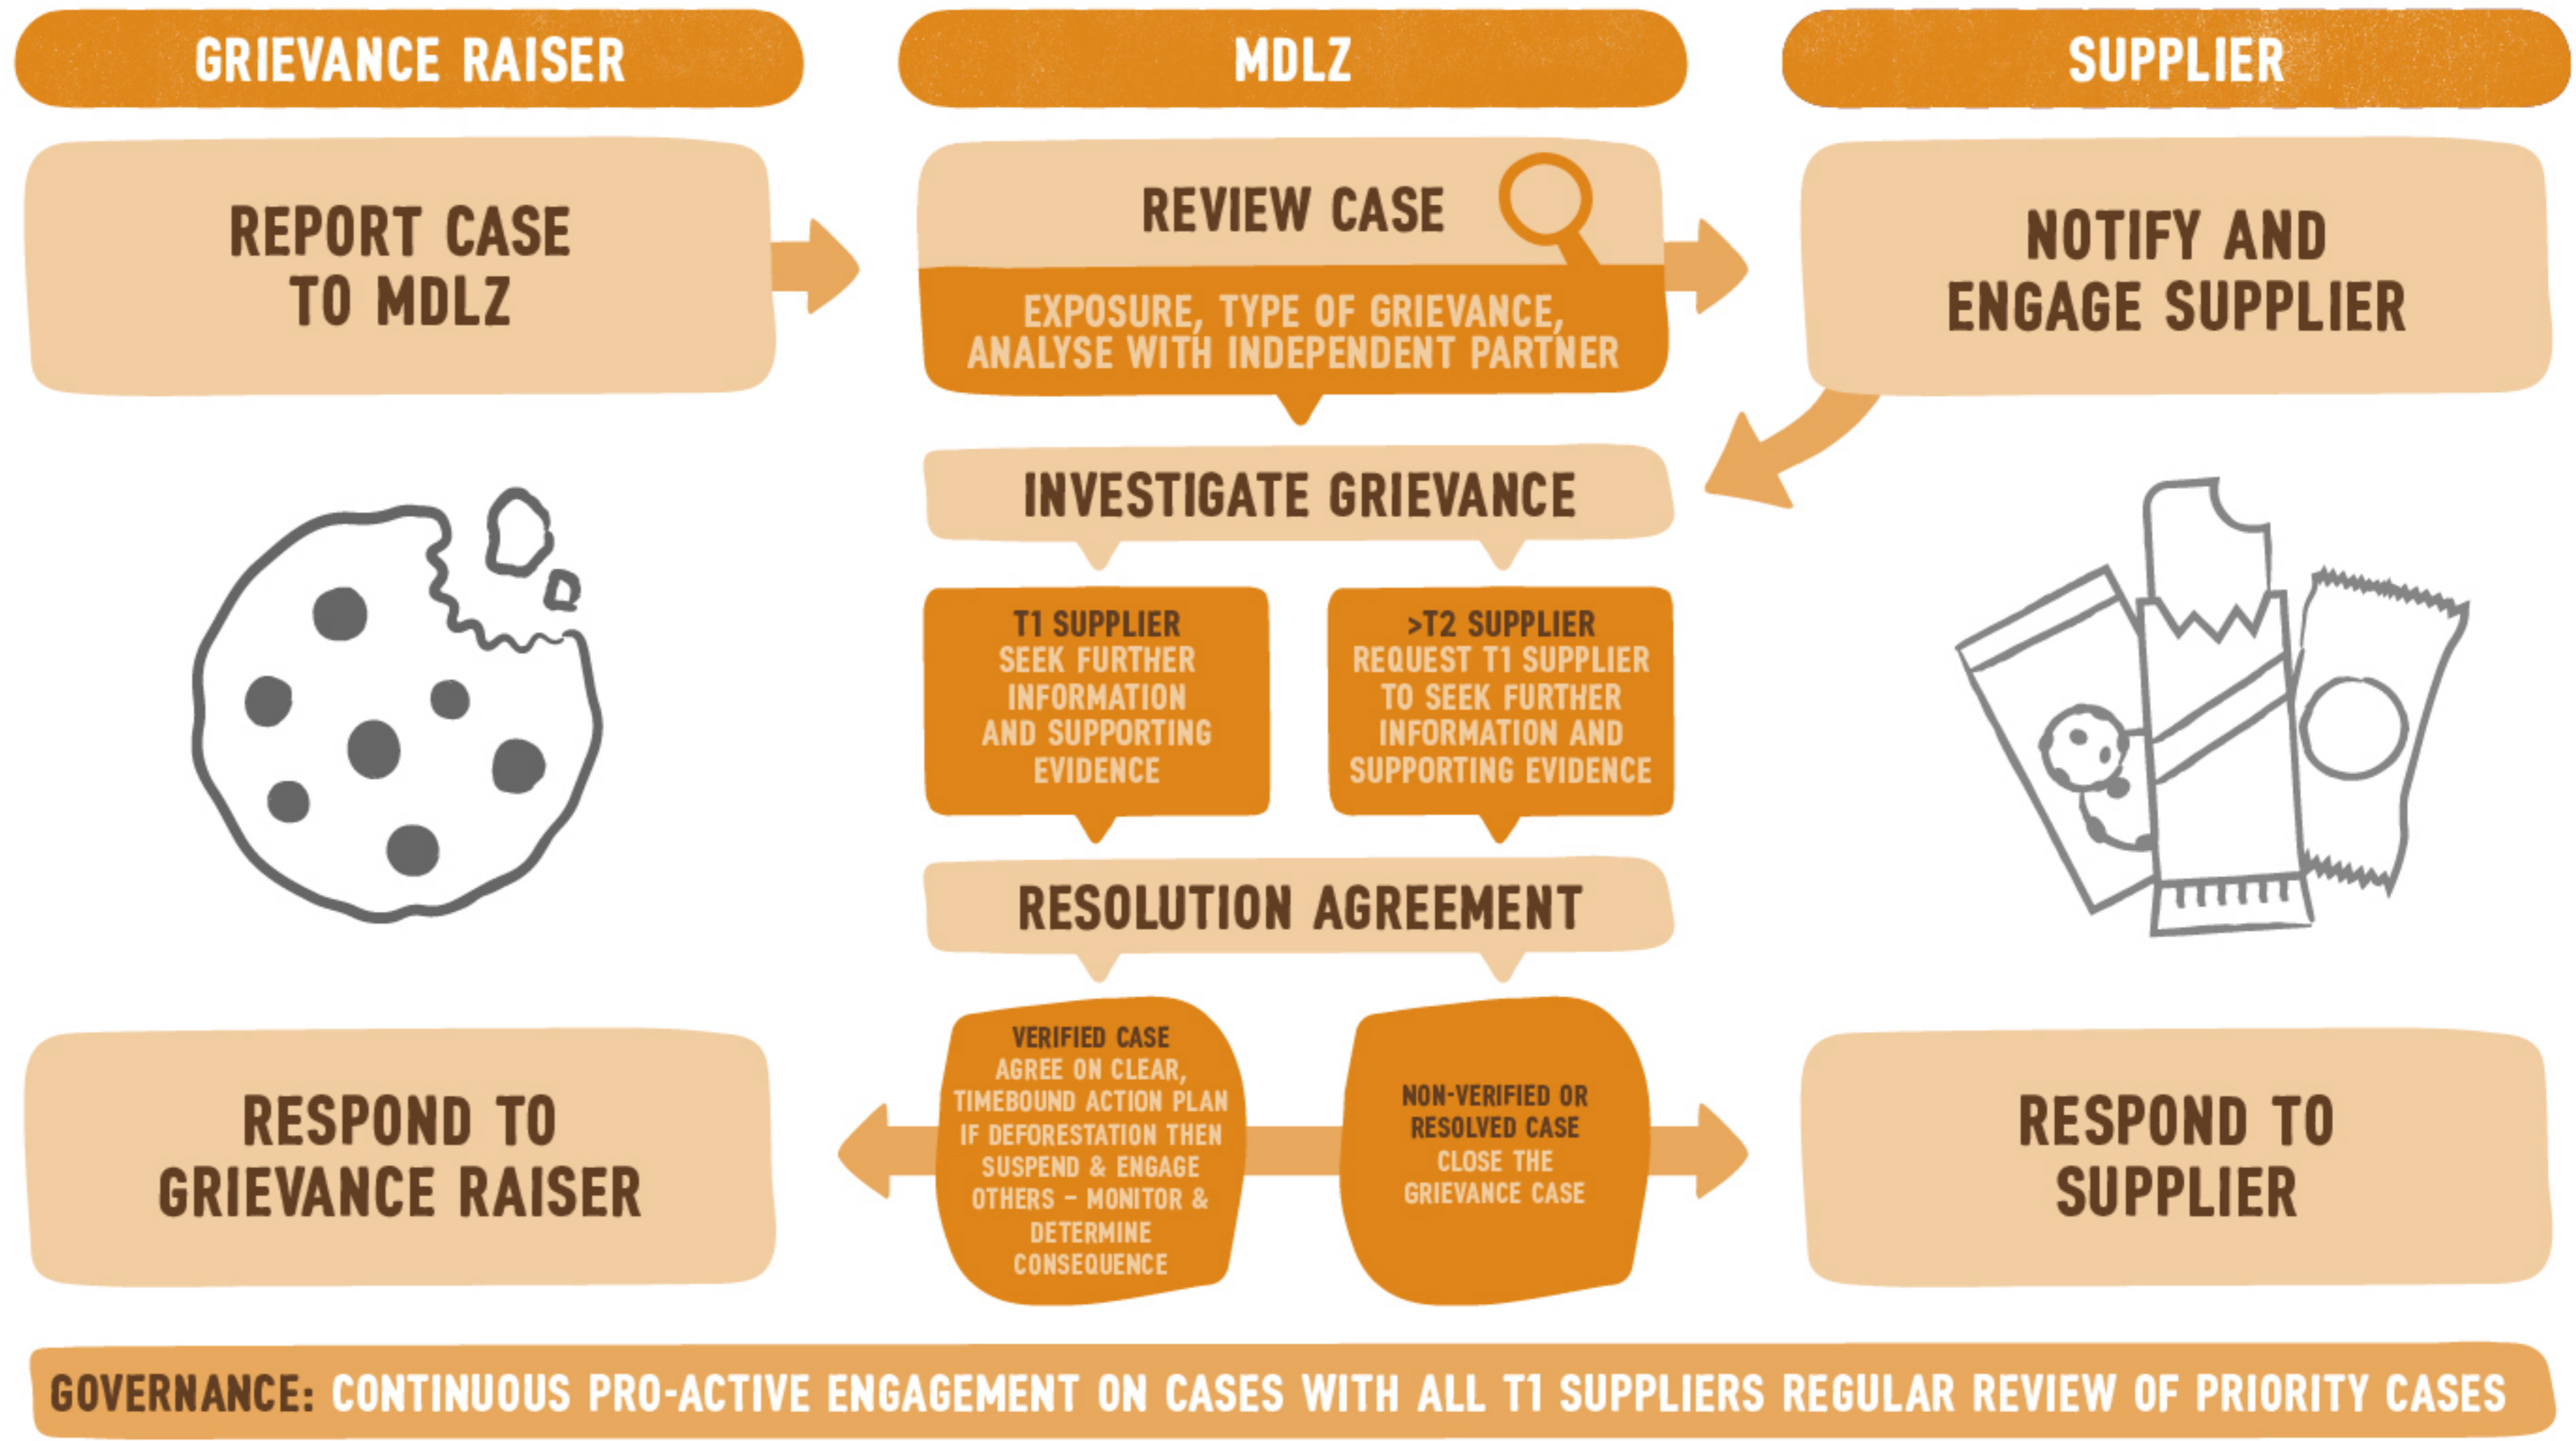 GRIEVANCE RAISER
MDLZ
SUPPLIER
REPORT CASE
TO MDLZ
REVIEW CASE
EXPOSURE, TYPE OF GRIEVANCE,
ANALYSE WITH INDEPENDENT PARTNER
NOTIFY AND
ENGAGE SUPPLIER
INVESTIGATE GRIEVANCE
T1 SUPPLIER
SEEK FURTHER
INFORMATION
AND SUPPORTING
EVIDENCE
>T2 SUPPLIER
REQUEST T1 SUPPLIER
TO SEEK FURTHER
INFORMATION AND
SUPPORTING EVIDENCE
RESOLUTION AGREEMENT
VERIFIED CASE
AGREE ON CLEAR,
TIMEBOUND ACTION PLAN
IF DEFORESTATION THEN
SUSPEND & ENGAGE
OTHERS – MONITOR &
DETERMINE
CONSEQUENCE
NON-VERIFIED OR
RESOLVED CASE
CLOSE THE
GRIEVANCE CASE
RESPOND TO
GRIEVANCE RAISER
RESPOND TO
SUPPLIER
GOVERNANCE: CONTINUOUS PRO-ACTIVE ENGAGEMENT ON CASES WITH ALL T1 SUPPLIERS REGULAR REVIEW OF PRIORITY CASES